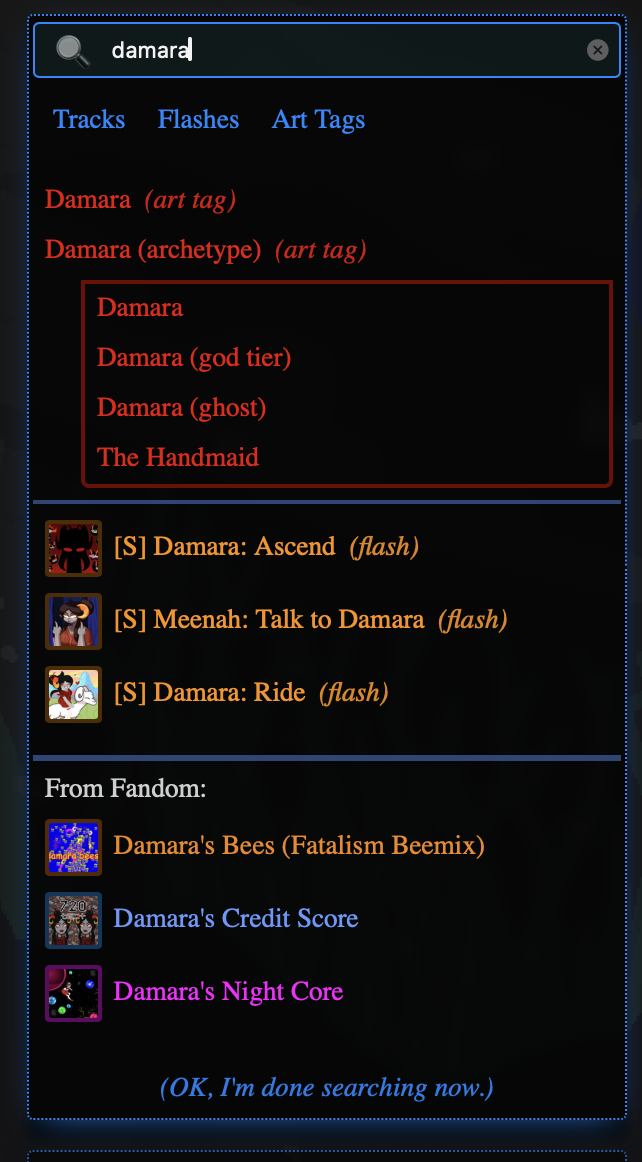 damara
Tracks Flashes Art Tags
Damara (art tag)
Damara (archetype) (art tag)
Damara
Damara (god tier)
Damara (ghost)
The Handmaid
[S] Damara: Ascend (flash)
[S] Meenah: Talk to Damara (flash)
[S] Damara: Ride (flash)
From Fandom:
Damara's Bees (Fatalism Beemix)
720
Damara's Credit Score
Damara's Night Core
(OK, I'm done searching now.)